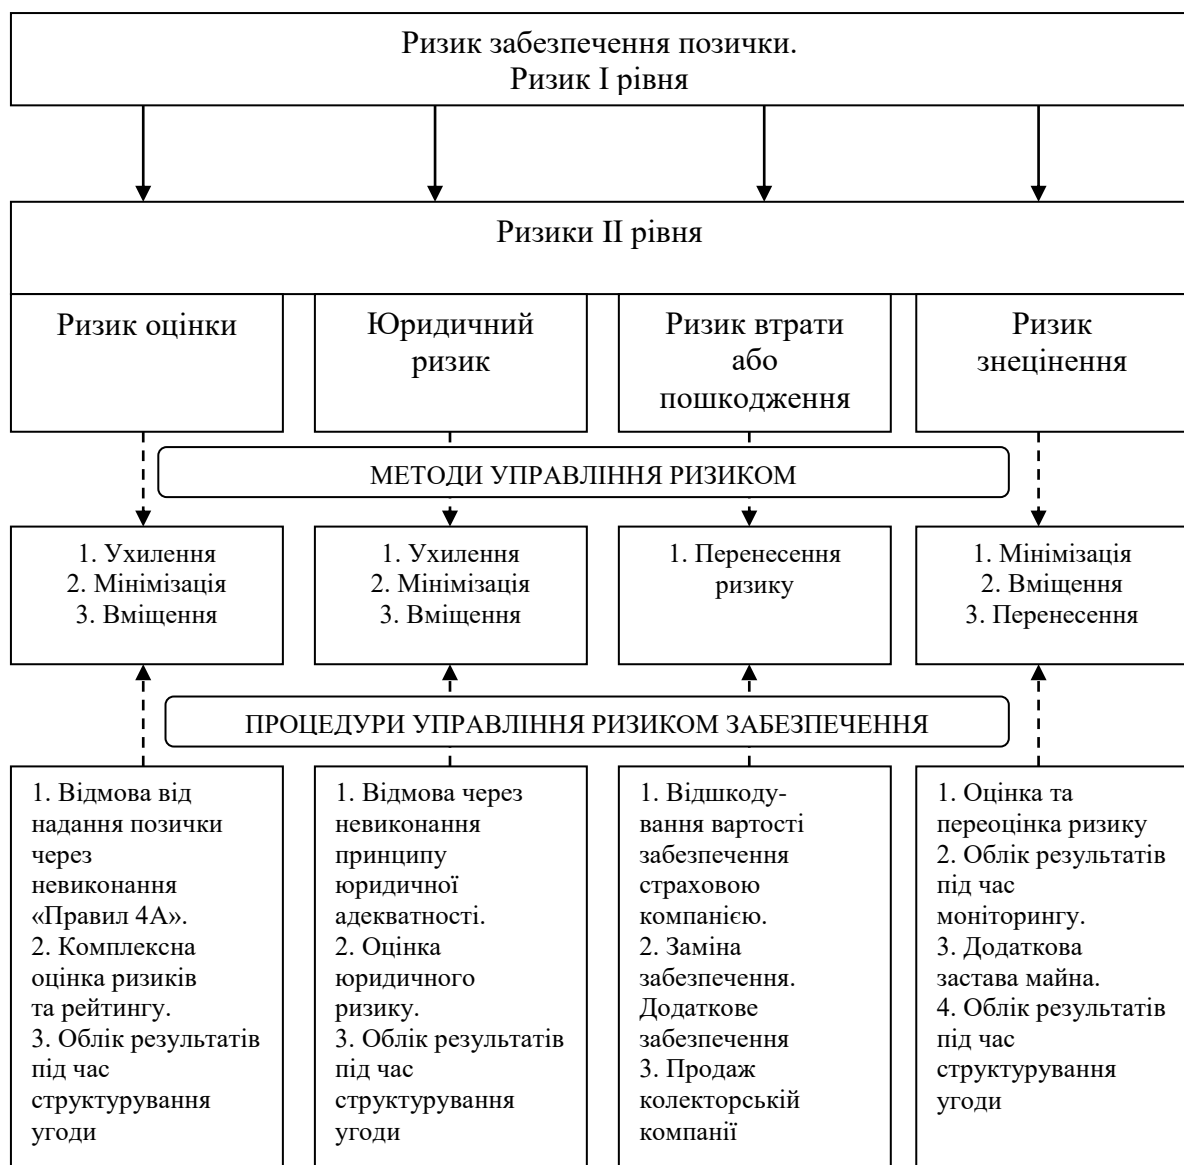 Ризик забезпечення позички.
Ризик І рівня
Ризики ІІ рівня
Ризик оцінки
Юридичний
ризик
Ризик втрати
або
пошкодження
Ризик
знецінення
МЕТОДИ УПРАВЛІННЯ РИЗИКОМ
1. Ухилення
2. Мінімізація
3. Вміщення
1. Ухилення
2. Мінімізація
3. Вміщення
1. Перенесення
ризику
1. Мінімізація
2. Вміщення
3. Перенесення
ПРОЦЕДУРИ УПРАВЛІННЯ РИЗИКОМ ЗАБЕЗПЕЧЕННЯ
1. Відмова від
надання позички
через
невиконання
«Правил 4А».
2. Комплексна
оцінка ризиків
та рейтингу.
3. Облік результатів
під час
структурування
угоди
1. Відмова через
невиконання
принципу
юридичної
адекватності.
2. Оцінка
юридичного
ризику.
3. Облік результатів
під час
структурування
угоди
1. Відшкоду-
вання вартості
забезпечення
страховою
компанією.
2. Заміна
забезпечення.
Додаткове
забезпечення
3. Продаж
колекторській
компанії
1. Оцінка та
переоцінка ризику
2. Облік результатів
під час
моніторингу.
3. Додаткова
застава майна.
4. Облік результатів
під час
структурування
угоди